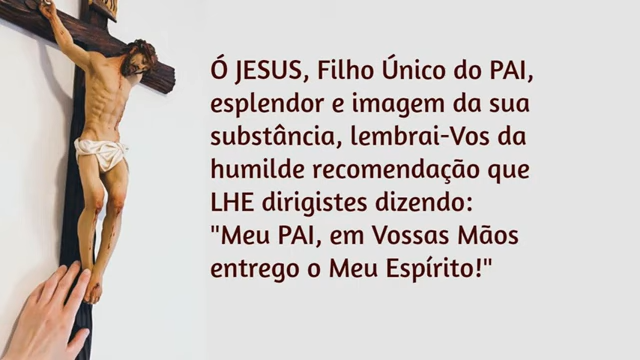 Ó JESUS, Filho Único do PAI,
esplendor e imagem da sua
substância, lembrai-Vos da
humilde recomendação que
LHE dirigistes dizendo:
"Meu PAI, em Vossas Mãos
entrego o Meu Espírito!"